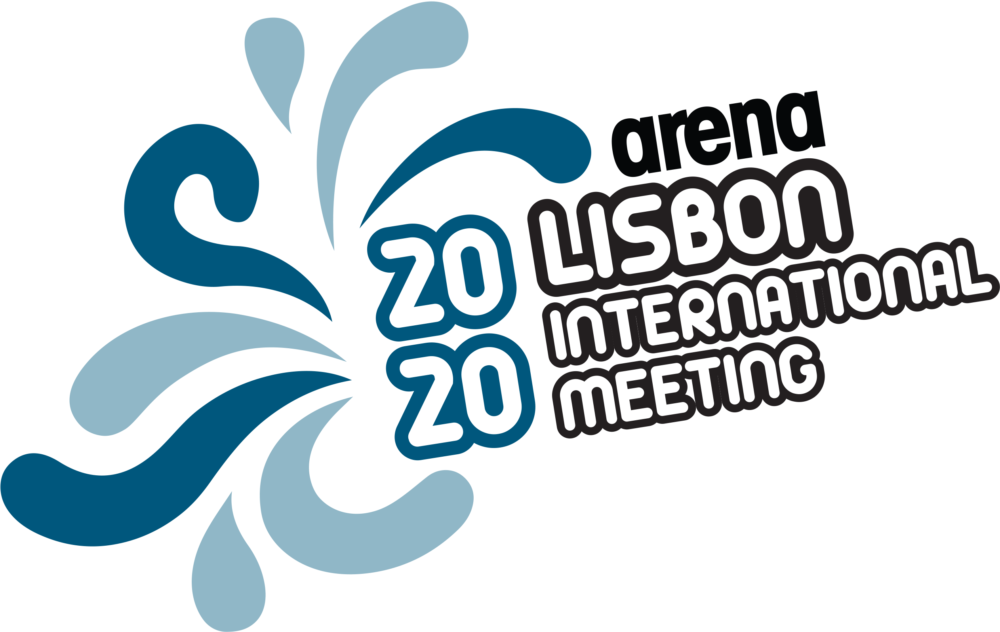 arena
20
20
LISBON
INTERNATIONAL
MEETING